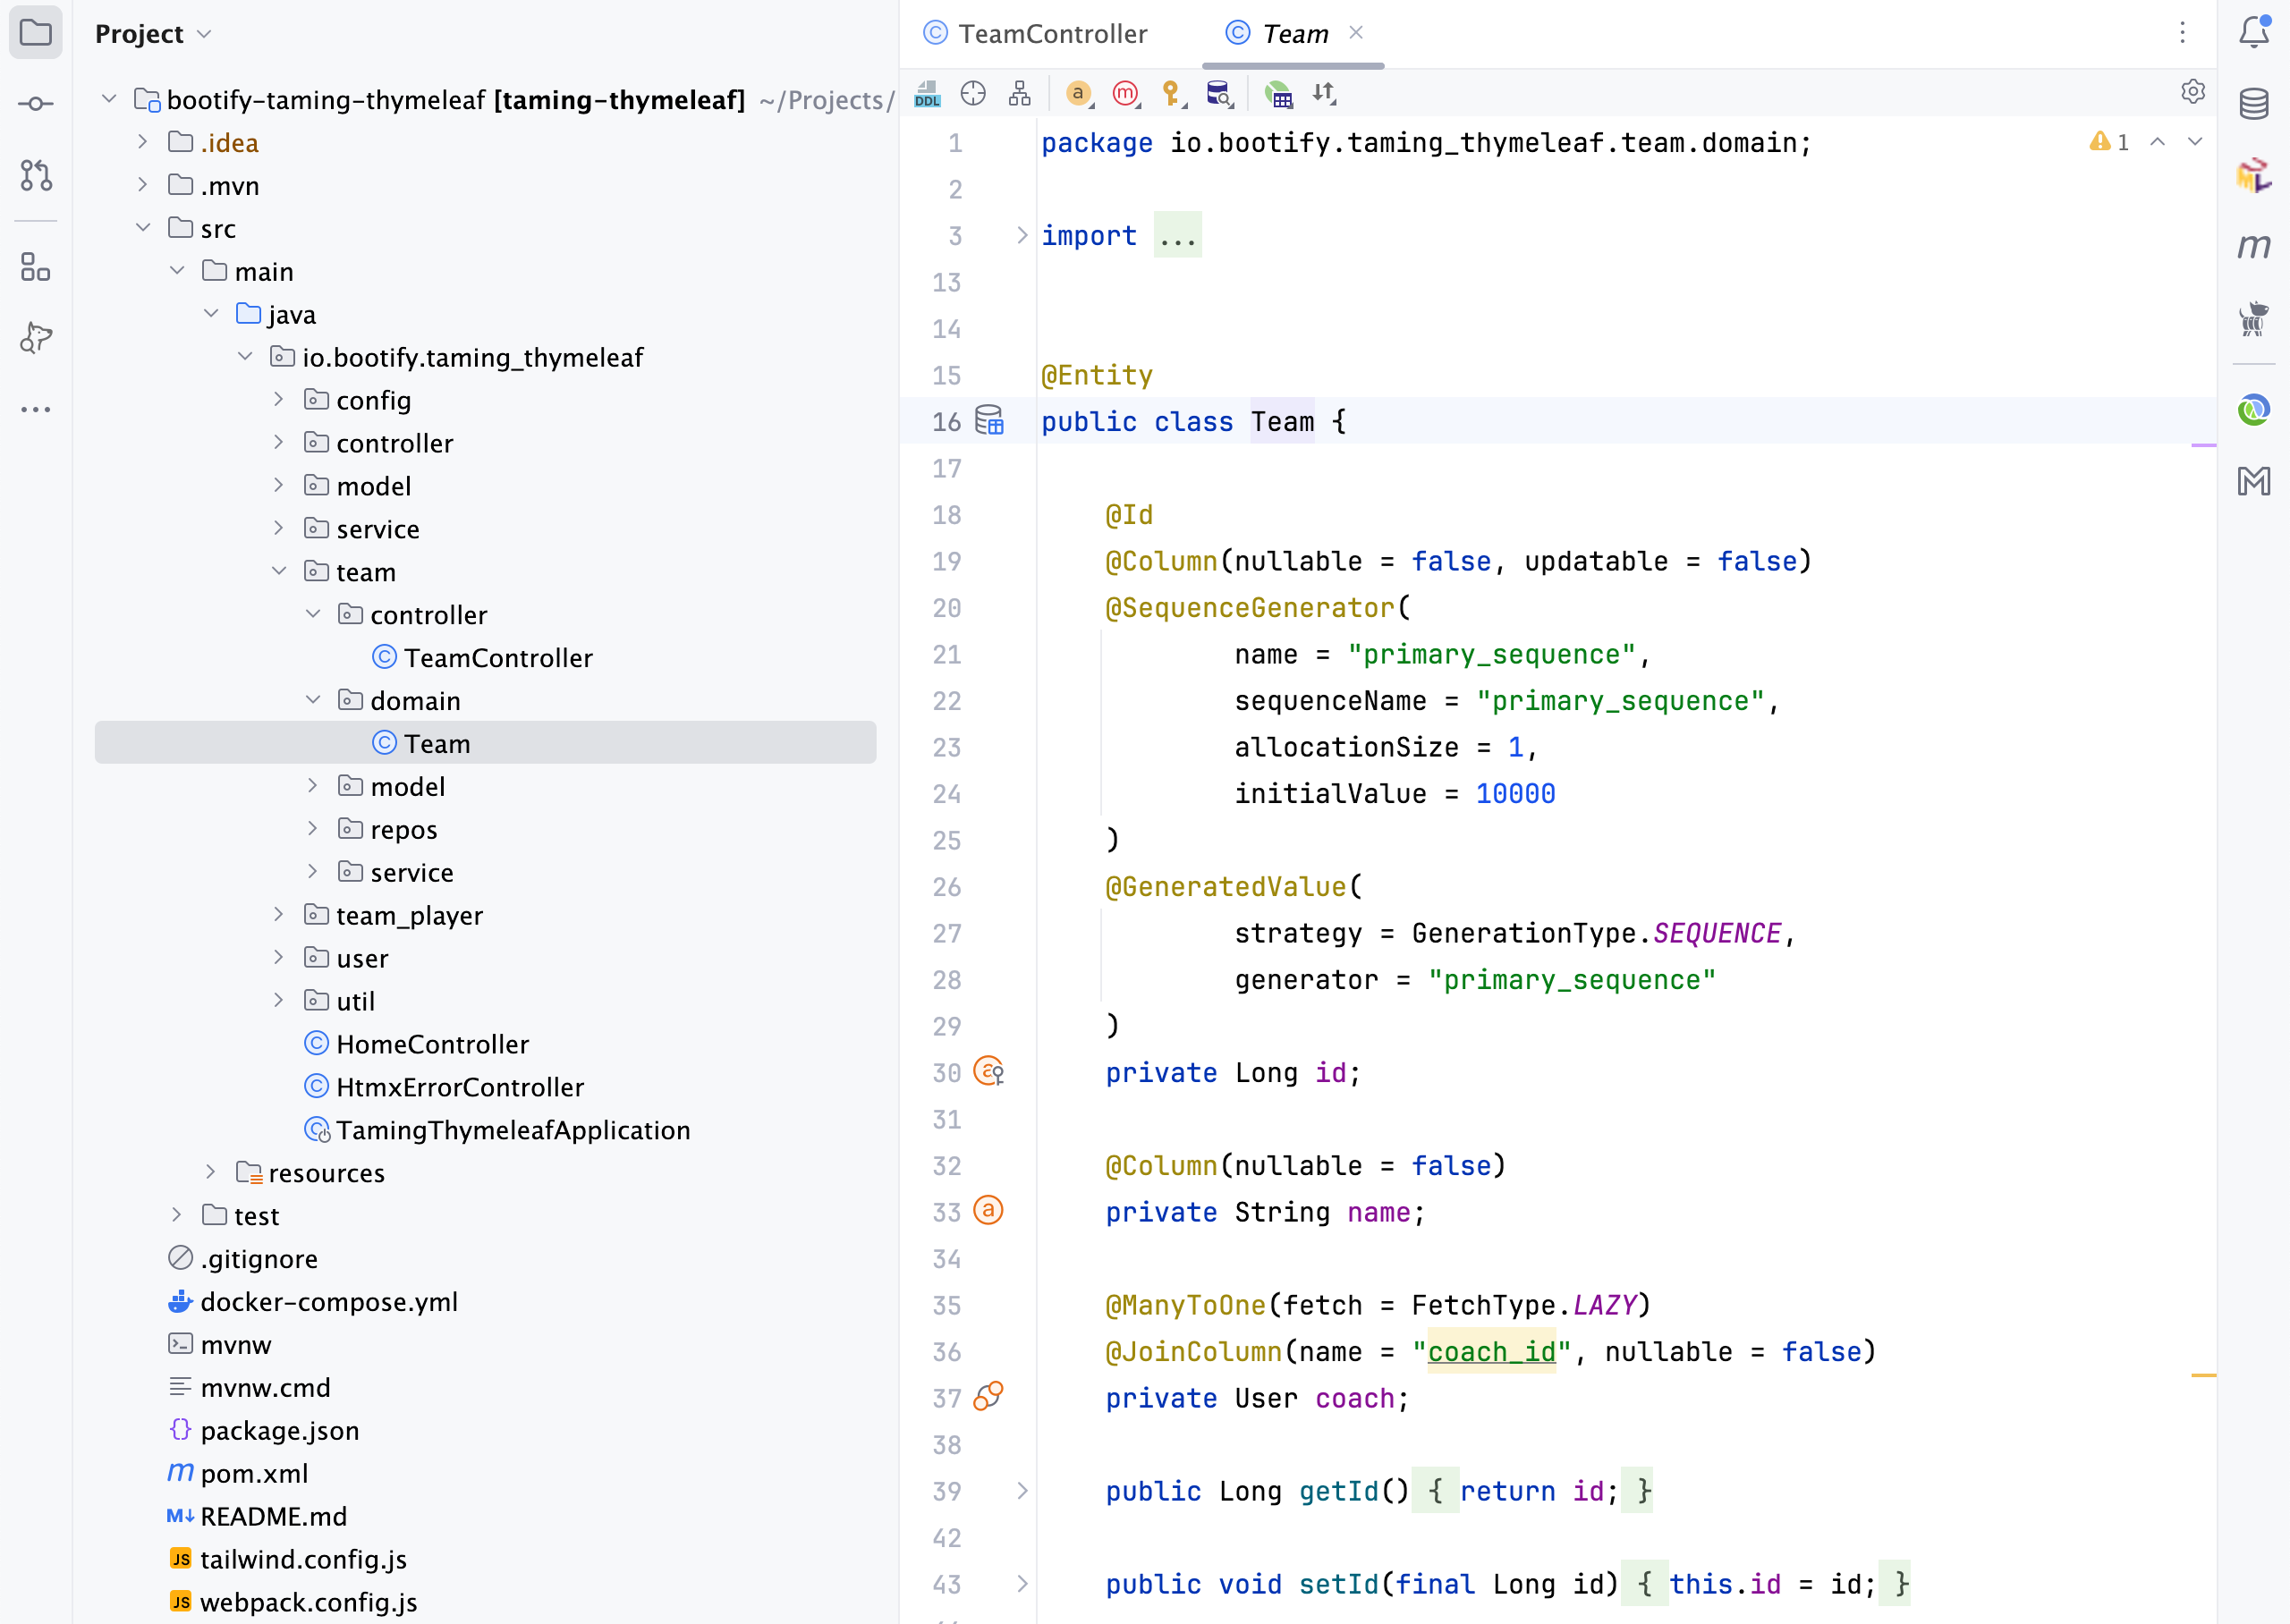 Project
bootify-taming-thymeleaf [taming-thymeleaf] ~/Projects/
.idea
.mvn
src
main
java
io.bootify.taming_thymeleaf
config
controller
model
service
team
controller
TeamController
domain
Team
model
repos
service
team_player
user
util
HomeController
HtmxErrorController
TamingThymeleafApplication
resources
test
.gitignore
docker-compose.yml
mvnw
mvnw.cmd
package.json
pom.xml
README.md
tailwind.config.js
webpack.config.js
TeamController
Team
DDL
1 package io.bootify.taming_thymeleaf.team.domain;
1
2
3 import ...
13
14
15 @Entity
16 public class Team {
17
18 @Id
19 @Column(nullable = false, updatable = false)
20 @SequenceGenerator(
21 name = "primary_sequence",
22 sequenceName = "primary_sequence",
23 allocationSize = 1,
24 initialValue = 10000
25 )
26 @GeneratedValue(
27 strategy = GenerationType.SEQUENCE,
28 generator = "primary_sequence"
29 )
30 private Long id;
31
32 @Column(nullable = false)
33 private String name;
34
35 @ManyToOne(fetch = FetchType.LAZY)
36 @JoinColumn(name = "coach_id", nullable = false)
37 private User coach;
38
39 public Long getId() { return id; }
42
43 public void setId(final Long id) { this.id = id; }